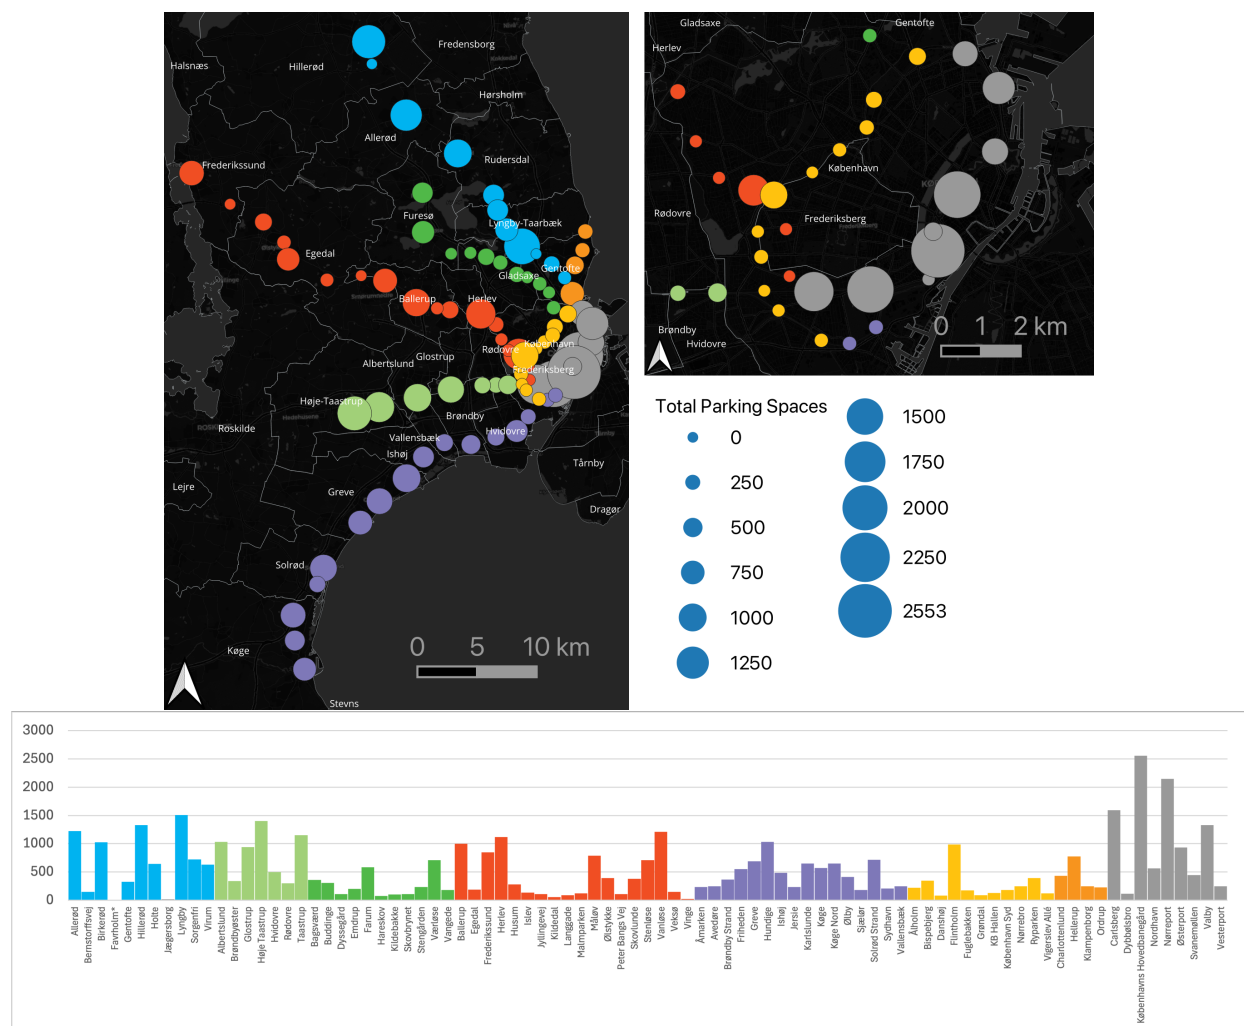 Fredensborg
Halsnæs
Hillerød
Hørsholm
Allerød
Rudersdal
Frederikssund
Furesø
Lyngby-Taarbæk
Egedal
Gladsaxe
Gentofte
Ballerup
Herlev
København
Rødovre
Glostrup
Albertslund
Frederiksberg
Høje-Taastrup
Brøndby
Roskilde
Hvidovre
Vallensbæk
Ishøj
Tårnby
Lejre
Greve
Dragør
Solrød
Køge
0 5 10 km
Stevns
Gladsaxe
Gentofte
Herlev
København
Rødovre
Frederiksberg
Brøndby
Hvidovre
0 1 2 km
Total Parking Spaces
0
250
500
750
1000
1250
1500
1750
2000
2250
2553
3000
2500
2000
1500
1000
500
0
Allerød
Bernstorffsvej
Birkerød
Favrholm*
Gentofte
Hillerød
Holte
Jægersborg
Lyngby
Sorgenfri
Virum
Albertslund
Brøndbyøster
Glostrup
Høje Taastrup
Hvidovre
Rødovre
Taastrup
Bagsværd
Buddinge
Dyssegård
Emdrup
Farum
Hareskov
Kildebakke
Skovbrynet
Stengården
Værløse
Vangede
Ballerup
Egedal
Frederikssund
Herlev
Husum
Islev
Jyllingevej
Kildedal
Langgade
Malmparken
Måløv
Ølstykke
Peter Bangs Vej
Skovlunde
Stenløse
Vanløse
Veksø
Vinge
Åmarken
Avedøre
Brøndby Strand
Friheden
Greve
Hundige
Ishøj
Jersie
Karlslunde
Køge
Køge Nord
Ølby
Sjælør
Solrød Strand
Sydhavn
Vallensbæk
Ålholm
Bispebjerg
Danshøj
Flintholm
Fuglebakken
Grøndal
KB Hallen
København Syd
Nørrebro
Ryparken
Vigerslev Allé
Charlottenlund
Hellerup
Klampenborg
Ordrup
Carlsberg
Dybbølsbro
Københavns Hovedbanegård
Nordhavn
Nørreport
Østerport
Svanemøllen
Valby
Vesterport